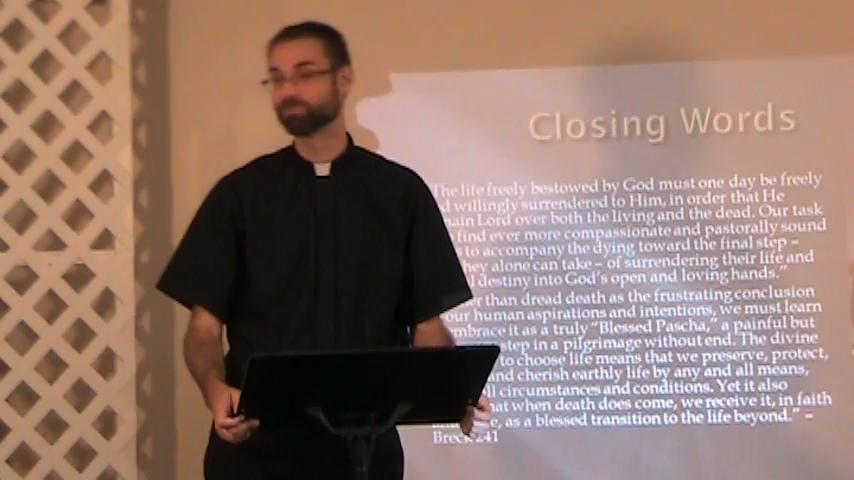 Closing Words
The life freely bestowed by God must one day be freely
willingly surrendered to Him, in order that He
Lord over both the living and the dead. Our task
find ever more compassionate and pastorally sound
to accompany the dying toward the final step –
they alone can take – of surrendering their life and
destiny into God's open and loving hands."
than dread death as the frustrating conclusion
our human aspirations and intentions, we must learn
embrace it as a truly "Blessed Pascha," a painful but
step in a pilgrimage without end. The divine
to choose life means that we preserve, protect,
and cherish earthly life by any and all means,
circumstances and conditions. Yet it also
that when death does come, we receive it, in faith
as a blessed transition to the life beyond." –
Breck 241